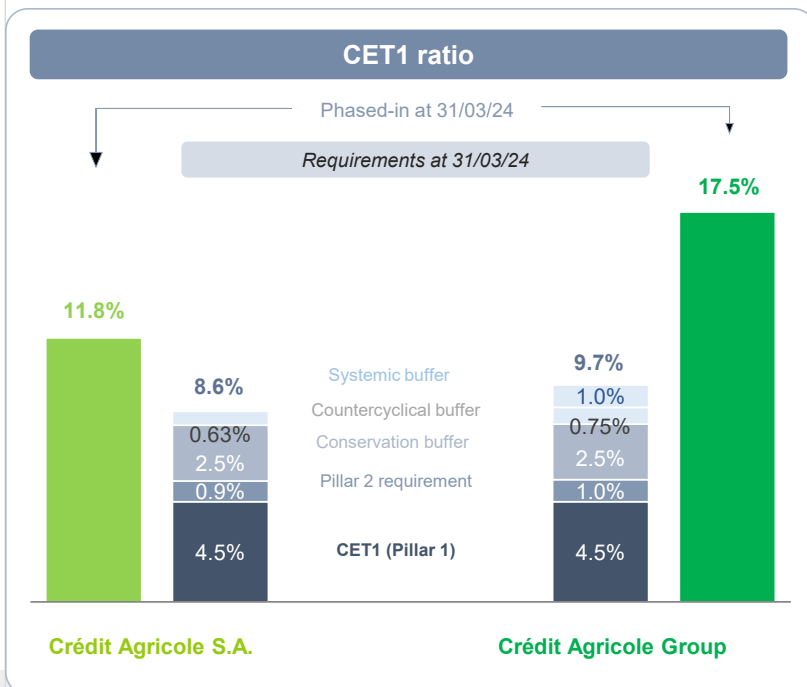 CET1 ratio
Phased-in at 31/03/24
Requirements at 31/03/24
17.5%
11.8%
8.6%
Systemic buffer
9.7%
1.0%
Countercyclical buffer
0.63%
0.75%
Conservation buffer
2.5%
2.5%
Pillar 2 requirement
0.9%
1.0%
4.5%
CET1 (Pillar 1)
4.5%
Crédit Agricole S.A.
Crédit Agricole Group